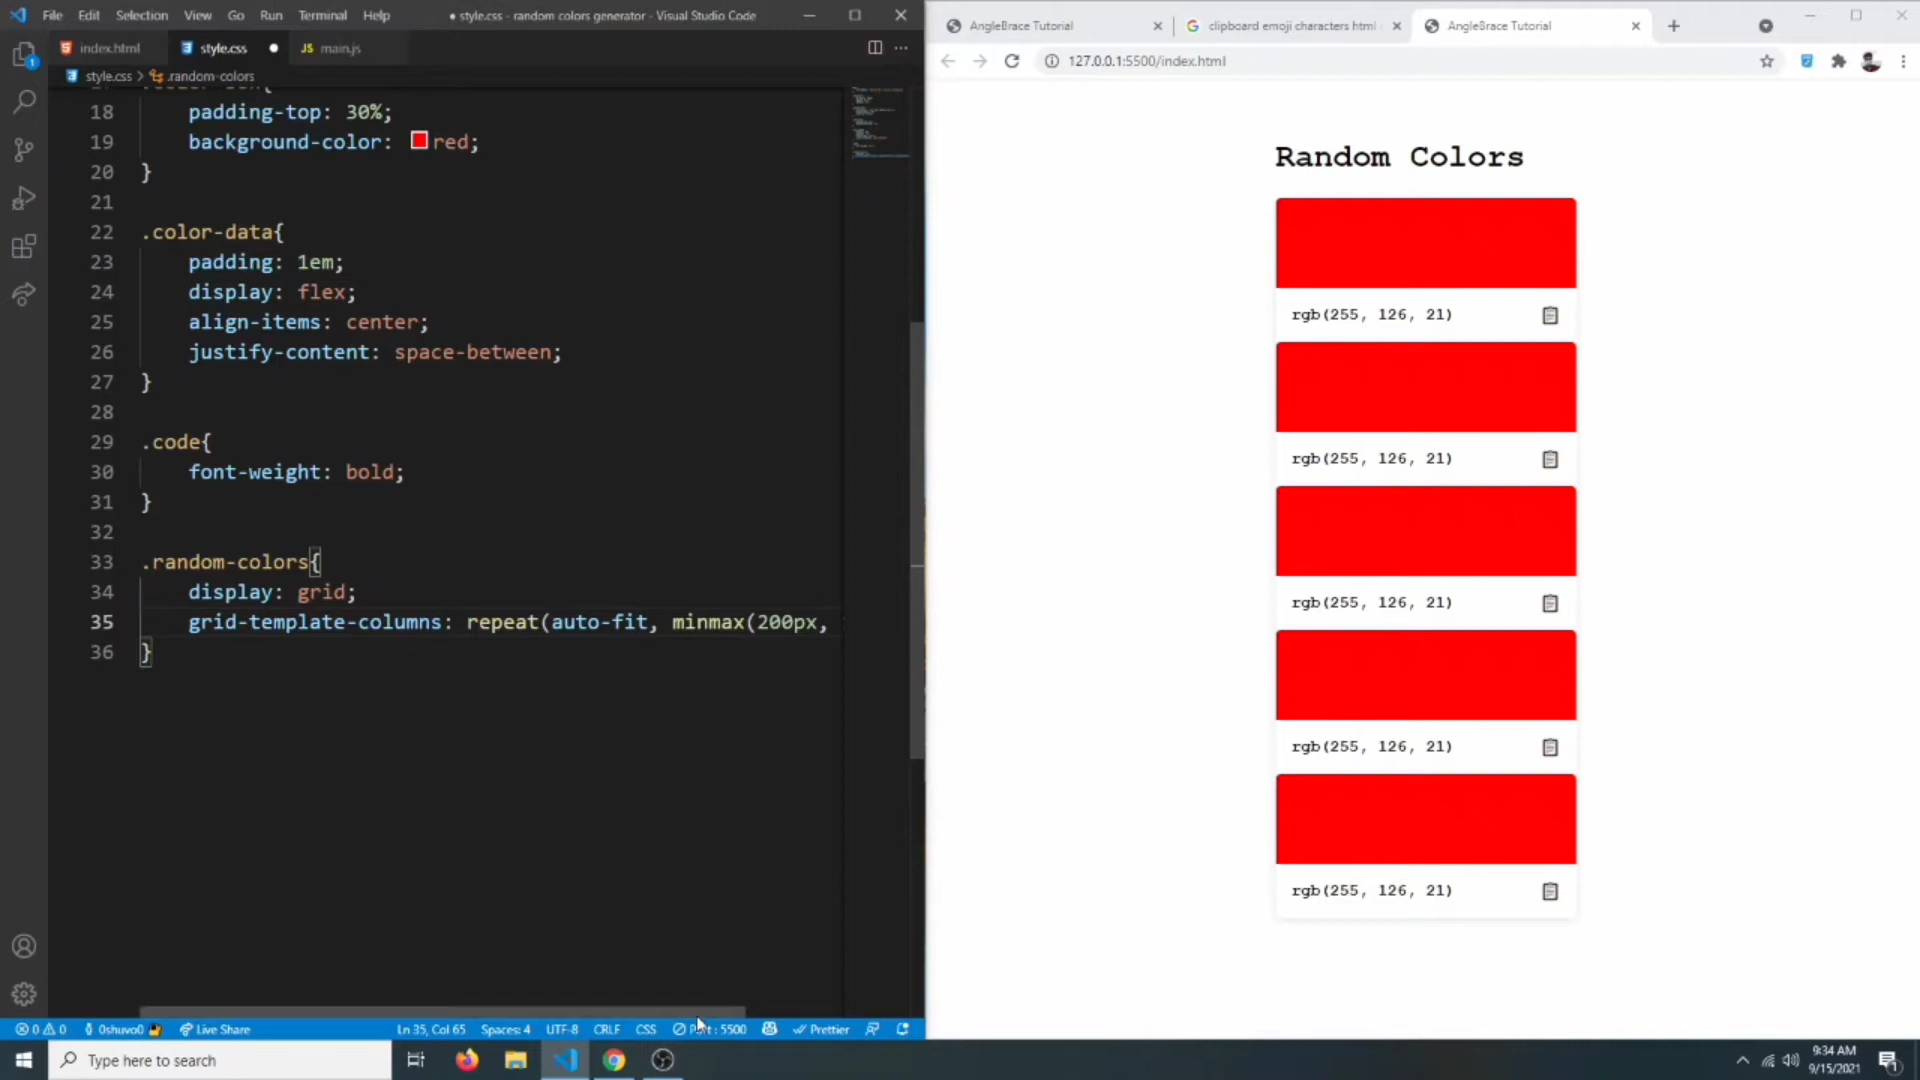 File Edit Selection View Go Run Terminal Help
● style.css - random colors generator - Visual Studio Code
index.html
style.css
JS main.js
style.css > .random-colors
18 padding-top: 30%;
19 background-color: red;
20 }
21
22 .color-data{
23 padding: 1em;
24 display: flex;
25 align-items: center;
26 justify-content: space-between;
27 }
28
29 .code{
30 font-weight: bold;
31 }
32
33 .random-colors{
34 display: grid;
35 grid-template-columns: repeat(auto-fit, minmax(200px,
36 }
0 0 0shuvo0 Live Share Ln 35, Col 65 Spaces: 4 UTF-8 CRLF CSS : 5500 Prettier
AngleBrace Tutorial
clipboard emoji characters html
AngleBrace Tutorial
127.0.0.1:5500/index.html
Random Colors
rgb(255, 126, 21)
rgb(255, 126, 21)
rgb(255, 126, 21)
rgb(255, 126, 21)
rgb(255, 126, 21)
Type here to search
9:34 AM
9/15/2021